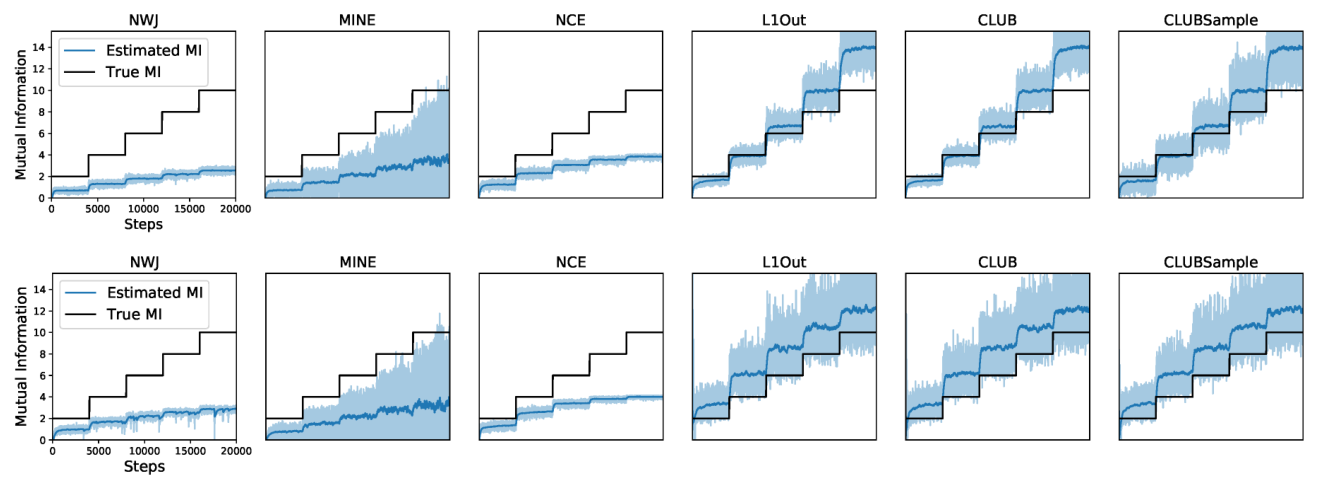 NWJ MINE NCE L1Out CLUB CLUBSample
Mutual Information
14
12
10
8
6
4
2
0
Estimated MI
True MI
0 5000 10000 15000 20000
Steps
NWJ MINE NCE L1Out CLUB CLUBSample
Mutual Information
14
12
10
8
6
4
2
0
Estimated MI
True MI
0 5000 10000 15000 20000
Steps